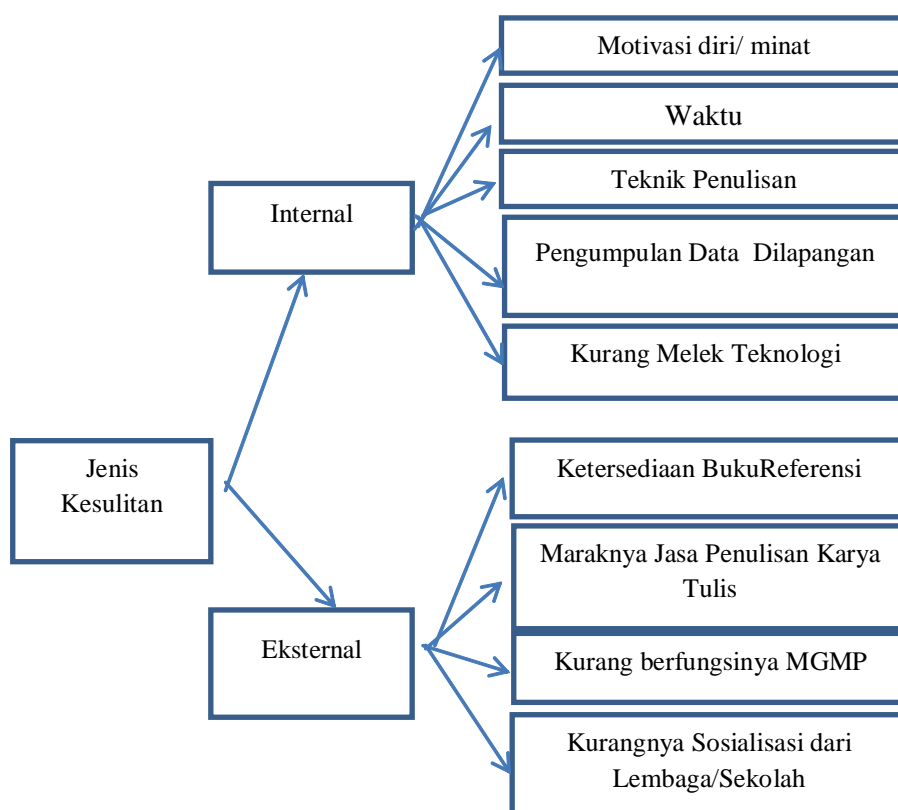 Motivasi diri/ minat
Waktu
Teknik Penulisan
Internal
Pengumpulan Data  Dilapangan
Kurang Melek Teknologi
Jenis
Kesulitan
Ketersediaan BukuReferensi
Maraknya Jasa Penulisan Karya
Tulis
Eksternal
Kurang berfungsinya MGMP
Kurangnya Sosialisasi dari
Lembaga/Sekolah